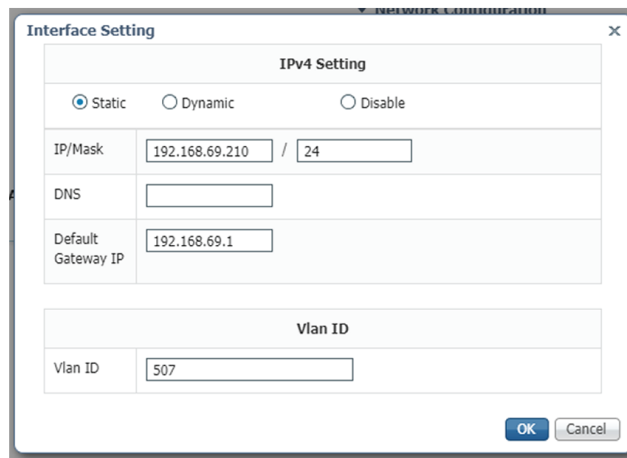 Network Configuration
Interface Setting
IPv4 Setting
Static Dynamic Disable
IP/Mask 192.168.69.210 / 24
DNS
Default Gateway IP 192.168.69.1
Vlan ID
Vlan ID 507
OK Cancel